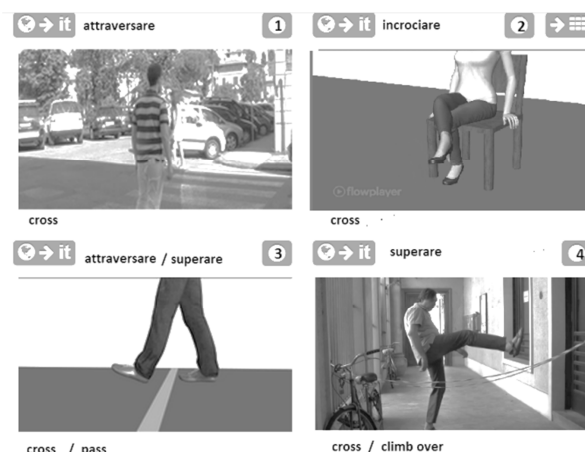 it attraversare 1
it incrociare 2
cross
flowplayer
cross
it attraversare / superare 3
it superare 4
cross / pass
cross / climb over